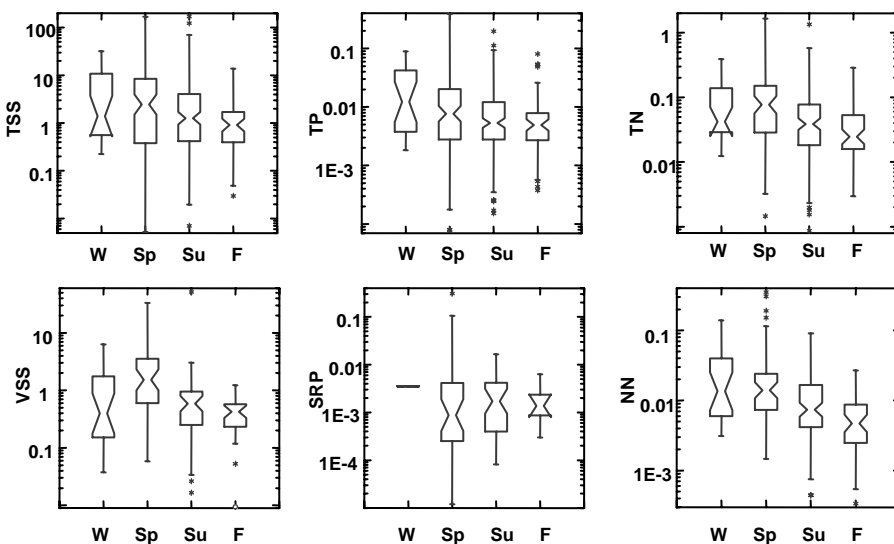 TSS
100
10
1
0.1
W Sp Su F
TP
0.1
0.01
1E-3
W Sp Su F
TN
1
0.1
0.01
W Sp Su F
VSS
10
1
0.1
W Sp Su F
SRP
0.1
0.01
1E-3
1E-4
W Sp Su F
NN
0.1
0.01
1E-3
W Sp Su F